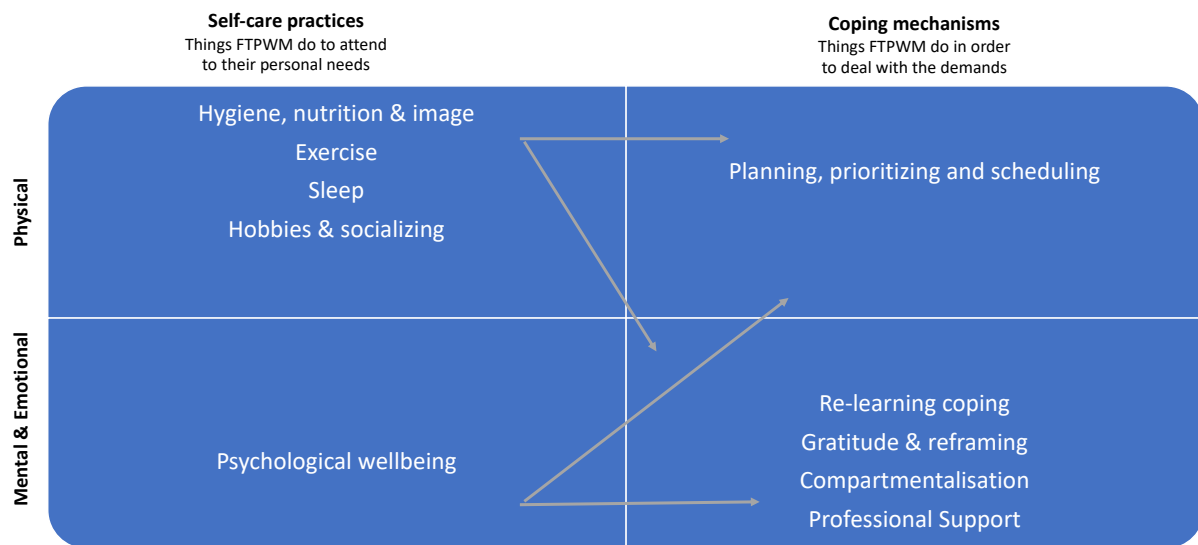 Self-care practices
Things FTPWM do to attend
to their personal needs
Coping mechanisms
Things FTPWM do in order
to deal with the demands
Physical
Hygiene, nutrition & image
Exercise
Sleep
Hobbies & socializing
Planning, prioritizing and scheduling
Mental & Emotional
Psychological wellbeing
Re-learning coping
Gratitude & reframing
Compartmentalisation
Professional Support